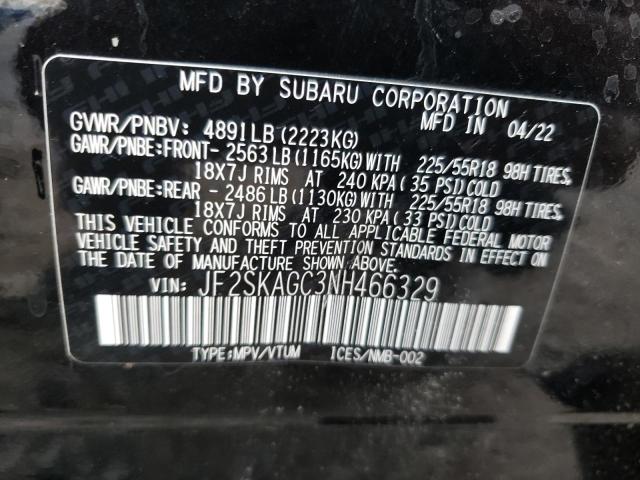 MFD BY SUBARU CORPORATION
MFD IN 04/22
GVWR/PNBV: 4891LB(2223KG)
GAWR/PNBE:FRONT- 2563LB(1165KG)WITH 225/55R18 98H TIRES,
18X7J RIMS AT 240 KPA( 35 PSI)COLD
GAWR/PNBE:REAR - 2486LB(1130KG)WITH 225/55R18 98H TIRES,
18X7J RIMS AT 230 KPA( 33 PSI)COLD
THIS VEHICLE CONFORMS TO ALL APPLICABLE FEDERAL MOTOR
VEHICLE SAFETY AND THEFT PREVENTION STANDARDS IN EFFECT ON
THE DATE OF MANUFACTURE SHOWN ABOVE.
VIN: JF2SKAGC3NH466329
TYPE:MPV/VTUM ICES/NMB-002